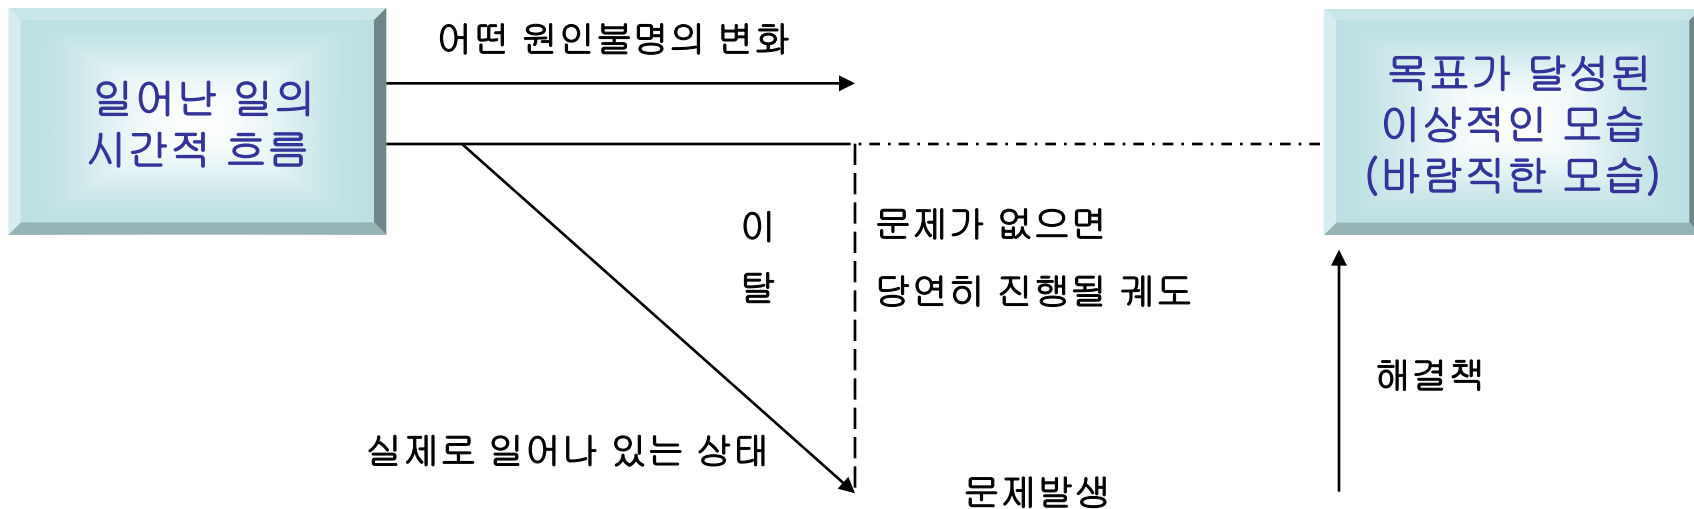 어떤 원인불명의 변화
일어난 일의
시간적 흐름
목표가 달성된
이상적인 모습
(바람직한 모습)
이
탈
문제가 없으면
당연히 진행될 궤도
해결책
실제로 일어나 있는 상태
문제발생